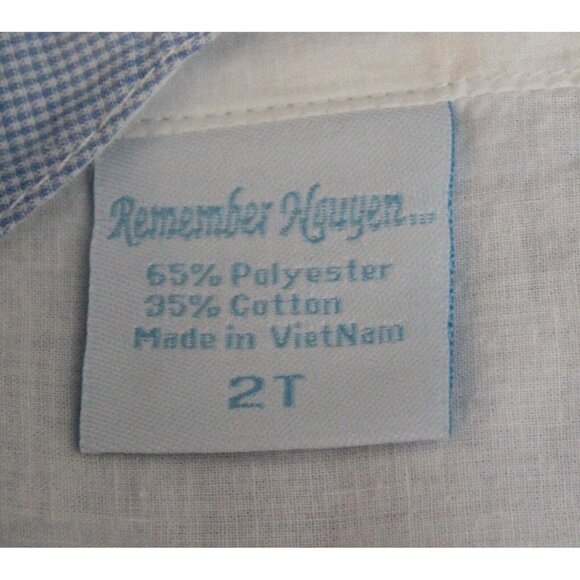 Remember Nguyen...
65% Polyester
35% Cotton
Made in VietNam
2T